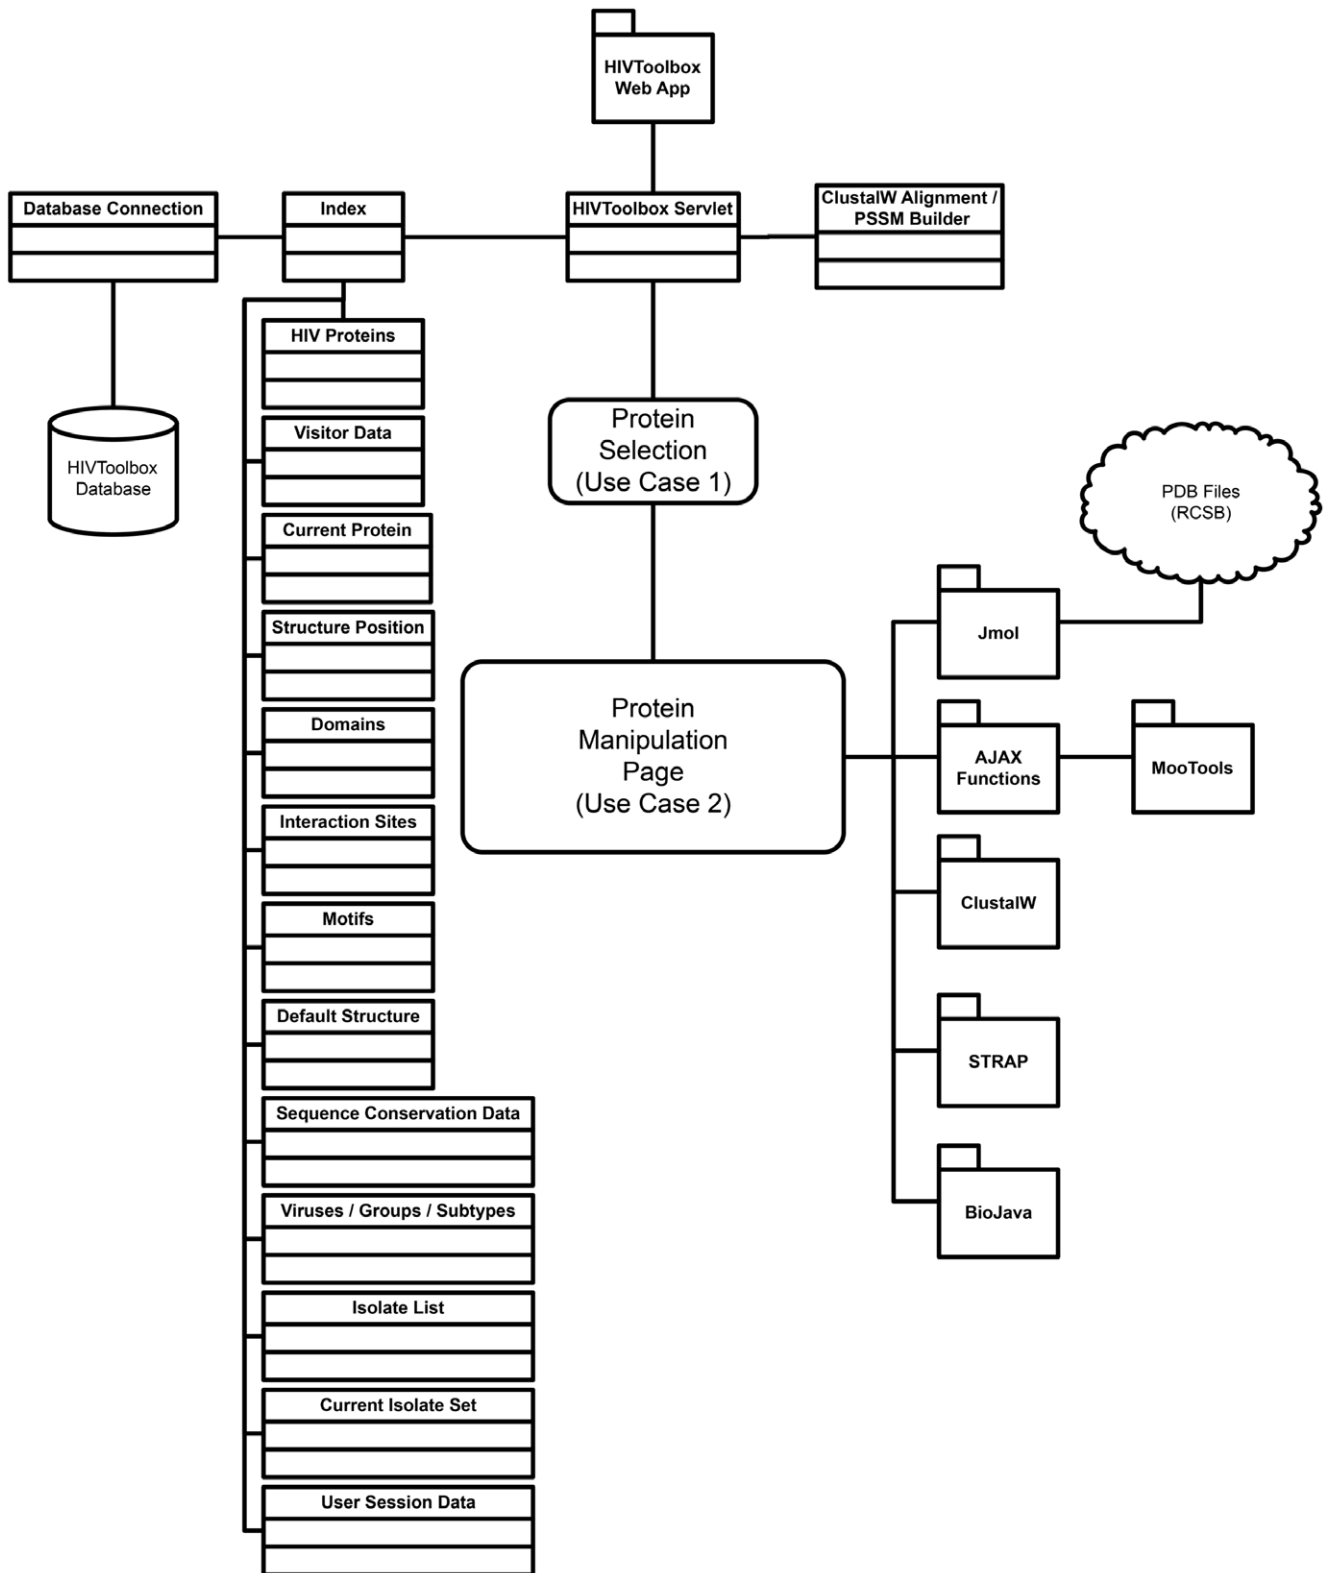 HIVToolbox
Web App
Database Connection
Index
HIVToolbox Servlet
ClustalW Alignment /
PSSM Builder
HIV Proteins
Visitor Data
Current Protein
Structure Position
Domains
Interaction Sites
Motifs
Default Structure
Sequence Conservation Data
Viruses / Groups / Subtypes
Isolate List
Current Isolate Set
User Session Data
HIVToolbox
Database
Protein
Selection
(Use Case 1)
Protein
Manipulation
Page
(Use Case 2)
PDB Files
(RCSB)
Jmol
AJAX
Functions
MooTools
ClustalW
STRAP
BioJava